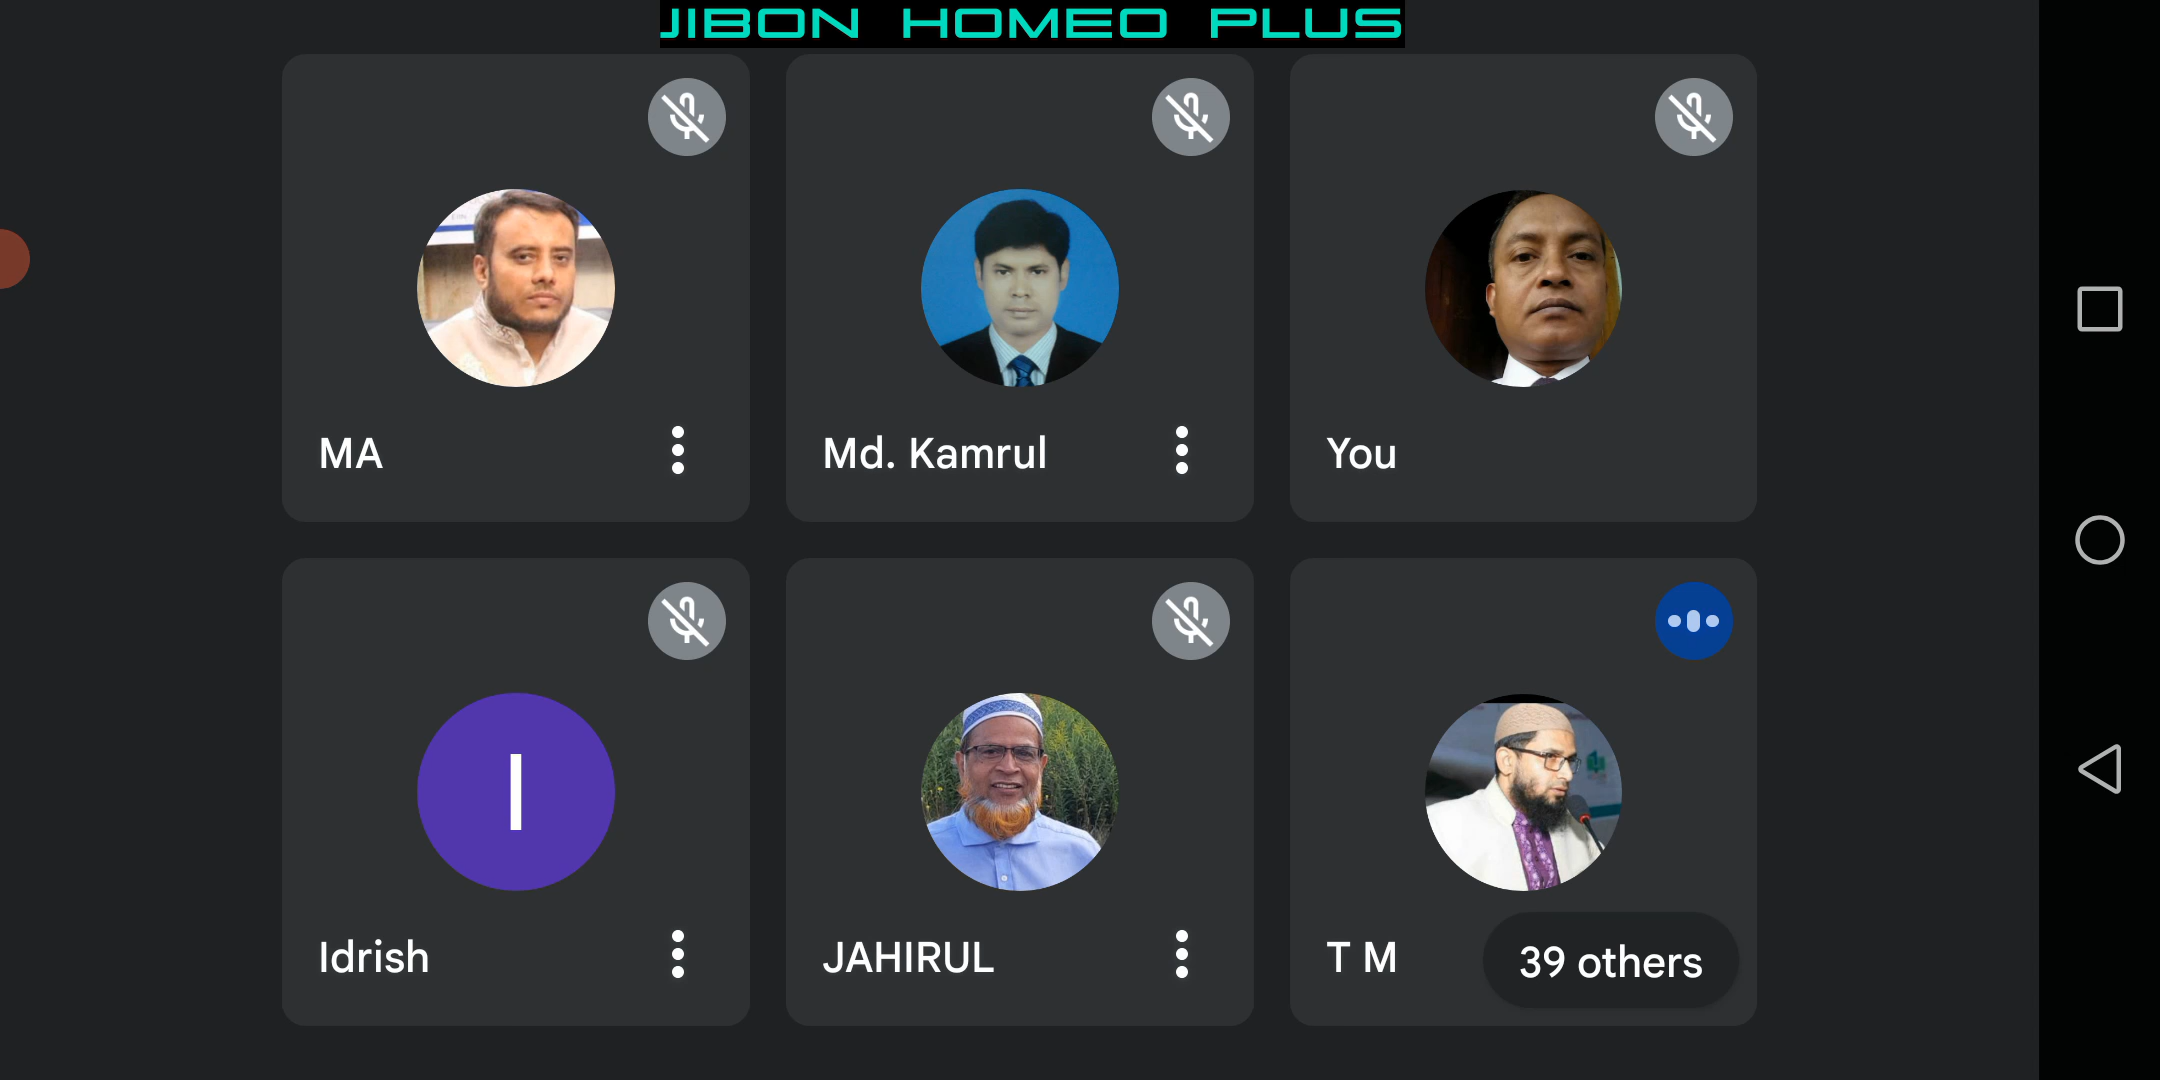 JIBON HOMEO PLUS
MA
Md. Kamrul
You
I
Idrish
JAHIRUL
T M
39 others